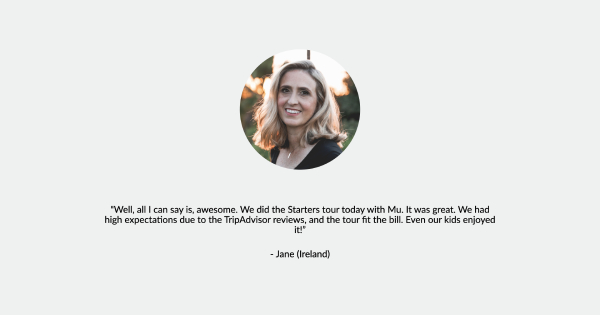 "Well, all I can say is, awesome. We did the Starters tour today with Mu. It was great. We had
high expectations due to the TripAdvisor reviews, and the tour fit the bill. Even our kids enjoyed
it!"
- Jane (Ireland)